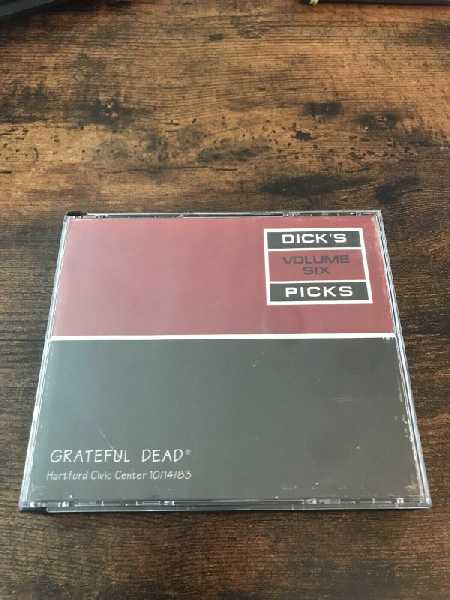 DICK'S
VOLUME
SIX
PICKS
GRATEFUL DEAD®
Hartford Civic Center 10/14/83